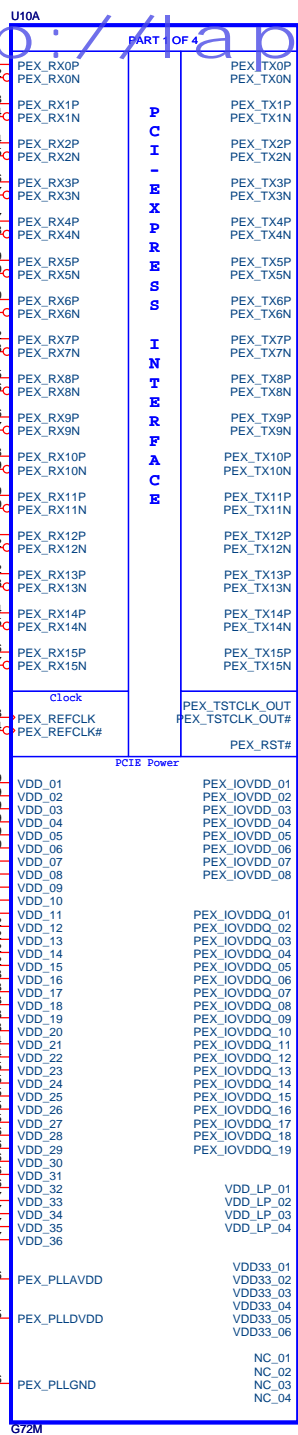 U10A
p://lap
PART 1 OF 4
PEX_RX0P PEX_TX0P
PEX_RX0N PEX_TX0N
PEX_RX1P PEX_TX1P
PEX_RX1N PEX_TX1N
PEX_RX2P PEX_TX2P
PEX_RX2N PEX_TX2N
PEX_RX3P PEX_TX3P
PEX_RX3N PEX_TX3N
PEX_RX4P PEX_TX4P
PEX_RX4N PEX_TX4N
PEX_RX5P PEX_TX5P
PEX_RX5N PEX_TX5N
PEX_RX6P PEX_TX6P
PEX_RX6N PEX_TX6N
PEX_RX7P PEX_TX7P
PEX_RX7N PEX_TX7N
PEX_RX8P PEX_TX8P
PEX_RX8N PEX_TX8N
PEX_RX9P PEX_TX9P
PEX_RX9N PEX_TX9N
PEX_RX10P PEX_TX10P
PEX_RX10N PEX_TX10N
PEX_RX11P PEX_TX11P
PEX_RX11N PEX_TX11N
PEX_RX12P PEX_TX12P
PEX_RX12N PEX_TX12N
PEX_RX13P PEX_TX13P
PEX_RX13N PEX_TX13N
PEX_RX14P PEX_TX14P
PEX_RX14N PEX_TX14N
PEX_RX15P PEX_TX15P
PEX_RX15N PEX_TX15N
PCI-EXPRESS INTERFACE
Clock
PEX_TSTCLK_OUT
PEX_REFCLK PEX_TSTCLK_OUT#
PEX_REFCLK#
PEX_RST#
PCIE Power
VDD_01 PEX_IOVDD_01
VDD_02 PEX_IOVDD_02
VDD_03 PEX_IOVDD_03
VDD_04 PEX_IOVDD_04
VDD_05 PEX_IOVDD_05
VDD_06 PEX_IOVDD_06
VDD_07 PEX_IOVDD_07
VDD_08 PEX_IOVDD_08
VDD_09
VDD_10
VDD_11 PEX_IOVDDQ_01
VDD_12 PEX_IOVDDQ_02
VDD_13 PEX_IOVDDQ_03
VDD_14 PEX_IOVDDQ_04
VDD_15 PEX_IOVDDQ_05
VDD_16 PEX_IOVDDQ_06
VDD_17 PEX_IOVDDQ_07
VDD_18 PEX_IOVDDQ_08
VDD_19 PEX_IOVDDQ_09
VDD_20 PEX_IOVDDQ_10
VDD_21 PEX_IOVDDQ_11
VDD_22 PEX_IOVDDQ_12
VDD_23 PEX_IOVDDQ_13
VDD_24 PEX_IOVDDQ_14
VDD_25 PEX_IOVDDQ_15
VDD_26 PEX_IOVDDQ_16
VDD_27 PEX_IOVDDQ_17
VDD_28 PEX_IOVDDQ_18
VDD_29 PEX_IOVDDQ_19
VDD_30
VDD_31
VDD_32 VDD_LP_01
VDD_33 VDD_LP_02
VDD_34 VDD_LP_03
VDD_35 VDD_LP_04
VDD_36
VDD33_01
PEX_PLLAVDD VDD33_02
VDD33_03
VDD33_04
PEX_PLLDVDD VDD33_05
VDD33_06
NC_01
NC_02
PEX_PLLGND NC_03
NC_04
G72M